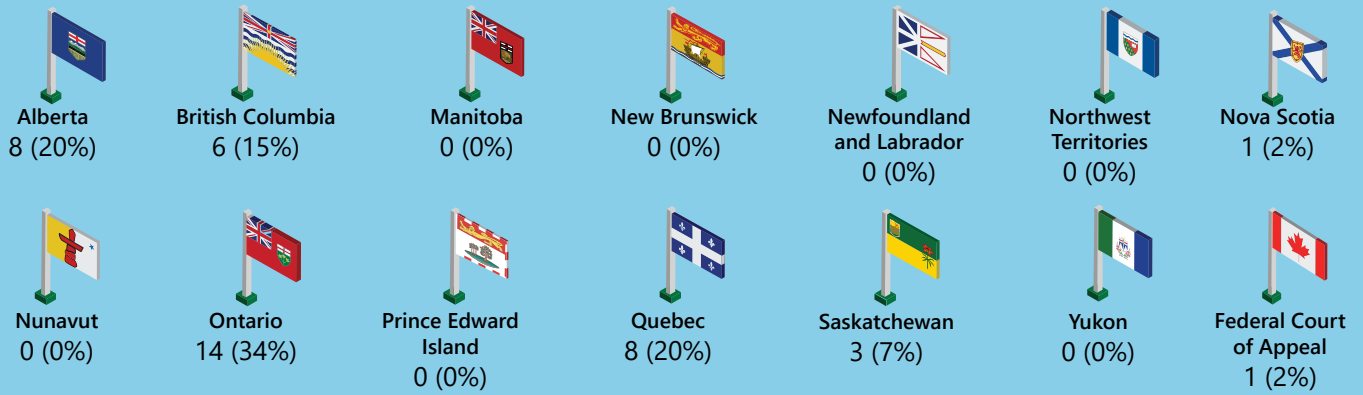 Alberta
8 (20%)
British Columbia
6 (15%)
Manitoba
0 (0%)
New Brunswick
0 (0%)
Newfoundland
and Labrador
0 (0%)
Northwest
Territories
0 (0%)
Nova Scotia
1 (2%)
Nunavut
0 (0%)
Ontario
14 (34%)
Prince Edward
Island
0 (0%)
Quebec
8 (20%)
Saskatchewan
3 (7%)
Yukon
0 (0%)
Federal Court
of Appeal
1 (2%)